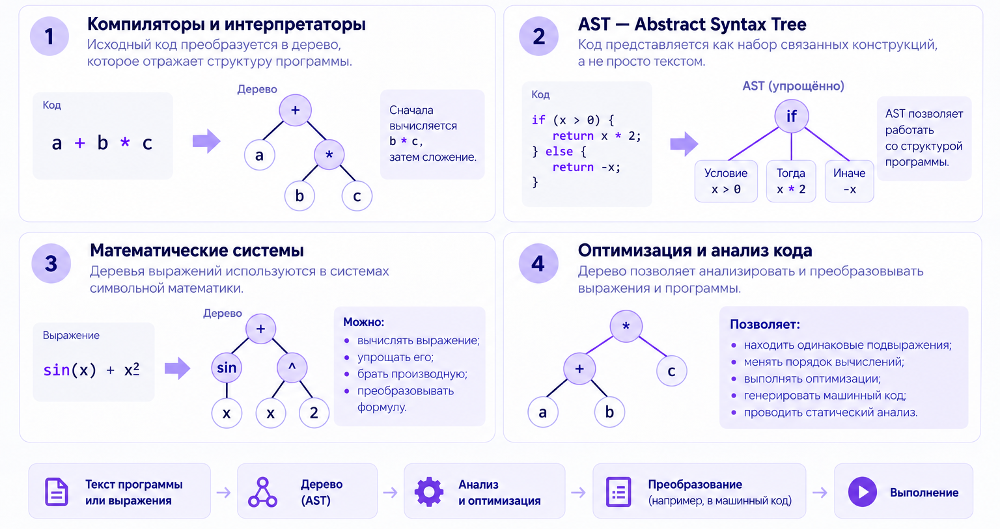 1
Компиляторы и интерпретаторы
Исходный код преобразуется в дерево,
которое отражает структуру программы.
Код
a + b * c
Дерево
+
a
*
b
c
Сначала
вычисляется
b * c,
затем сложение.
2
AST — Abstract Syntax Tree
Код представляется как набор связанных конструкций,
а не просто текстом.
Код
if (x > 0) {
return x * 2;
} else {
return -x;
}
AST (упрощённо)
if
Условие
x > 0
Тогда
x * 2
Иначе
-x
AST позволяет
работать
со структурой
программы.
3
Математические системы
Деревья выражений используются в системах
символьной математики.
Выражение
sin(x) + x²
Дерево
+
sin
^
x
x
2
Можно:
• вычислять выражение;
• упрощать его;
• брать производную;
• преобразовывать
формулу.
4
Оптимизация и анализ кода
Дерево позволяет анализировать и преобразовывать
выражения и программы.
*
+
c
a
b
Позволяет:
• находить одинаковые подвыражения;
• менять порядок вычислений;
• выполнять оптимизации;
• генерировать машинный код;
• проводить статический анализ.
Текст программы
или выражения
Дерево
(AST)
Анализ
и оптимизация
Преобразование
(например, в машинный код)
Выполнение